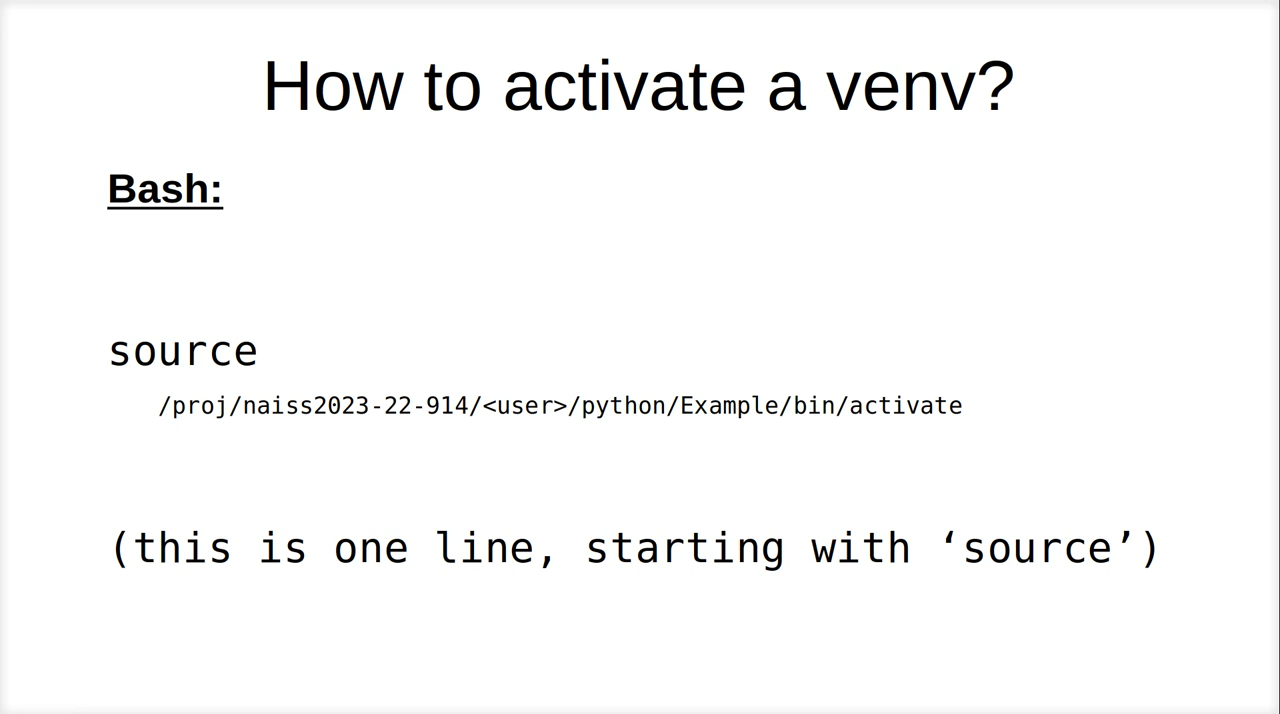 How to activate a venv?
Bash:
source
/proj/naiss2023-22-914/<user>/python/Example/bin/activate
(this is one line, starting with ‘source’)